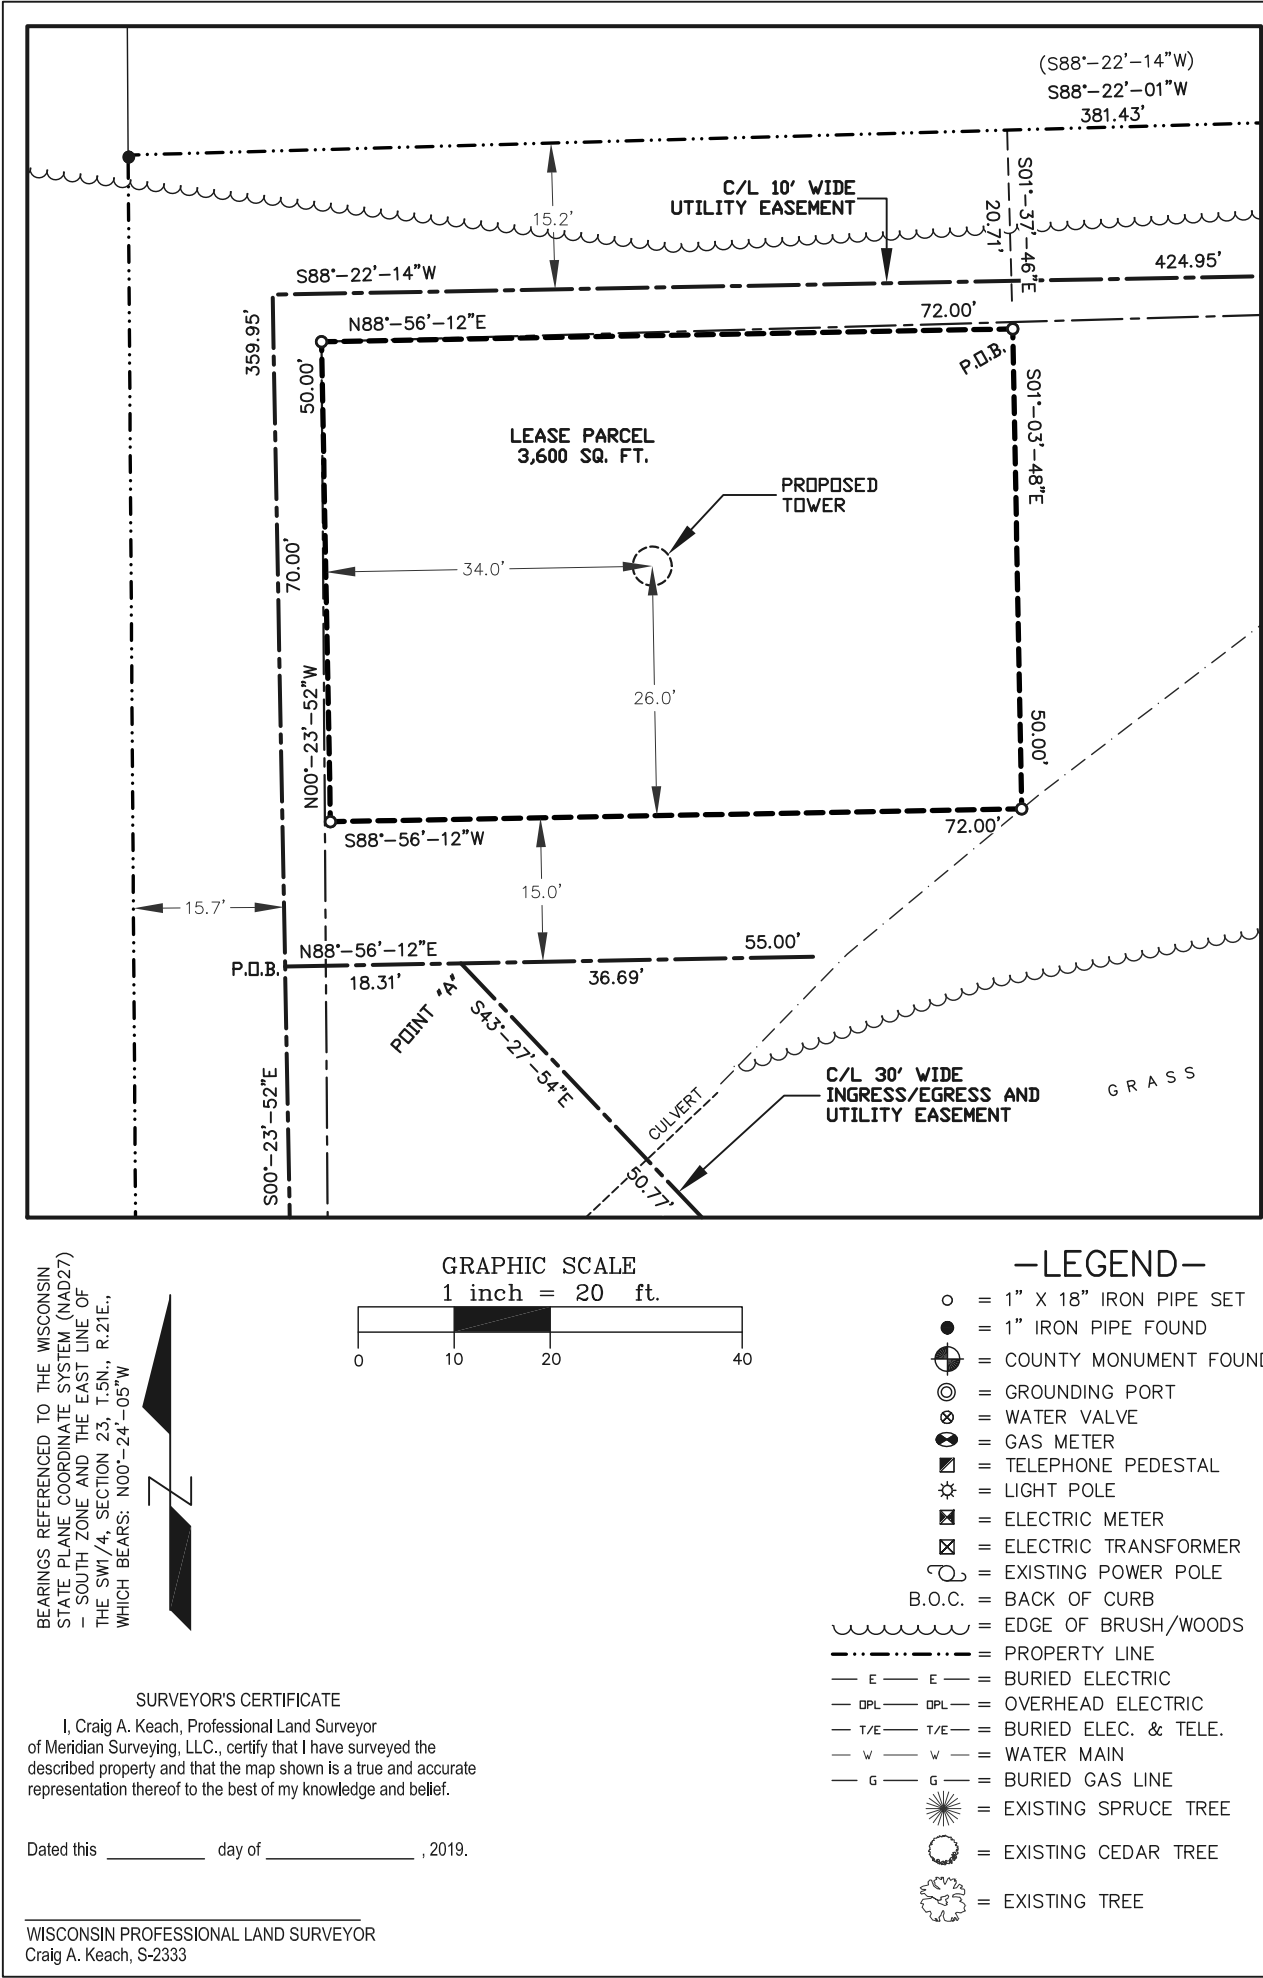 (S88°-22'-14"W)
S88°-22'-01"W
381.43'
S01°-37'-46"E
20.71'
C/L 10' WIDE
UTILITY EASEMENT
15.2'
S88°-22'-14"W
424.95'
359.95'
N88°-56'-12"E
72.00'
P.O.B.
50.00'
S01°-03'-48"E
LEASE PARCEL
3,600 SQ. FT.
PROPOSED
TOWER
70.00'
34.0'
26.0'
N00°-23'-52"W
50.00'
S88°-56'-12"W
72.00'
15.0'
15.7'
N88°-56'-12"E
55.00'
P.O.B.
18.31'
36.69'
POINT "A"
S43°-27'-54"E
C/L 30' WIDE
INGRESS/EGRESS AND
UTILITY EASEMENT
GRASS
CULVERT
50.77'
S00°-23'-52"E
BEARINGS REFERENCED TO THE WISCONSIN
STATE PLANE COORDINATE SYSTEM (NAD27)
- SOUTH ZONE AND THE EAST LINE OF
THE SW1/4, SECTION 23, T.5N., R.21E.,
WHICH BEARS: N00°-24'-05"W
N
GRAPHIC SCALE
1 inch = 20 ft.
0 10 20 40
-LEGEND-
= 1" X 18" IRON PIPE SET
= 1" IRON PIPE FOUND
= COUNTY MONUMENT FOUND
= GROUNDING PORT
= WATER VALVE
= GAS METER
= TELEPHONE PEDESTAL
= LIGHT POLE
= ELECTRIC METER
= ELECTRIC TRANSFORMER
= EXISTING POWER POLE
B.O.C. = BACK OF CURB
= EDGE OF BRUSH/WOODS
= PROPERTY LINE
E E = BURIED ELECTRIC
OPL OPL = OVERHEAD ELECTRIC
T/E T/E = BURIED ELEC. & TELE.
W W = WATER MAIN
G G = BURIED GAS LINE
= EXISTING SPRUCE TREE
= EXISTING CEDAR TREE
= EXISTING TREE
SURVEYOR'S CERTIFICATE
I, Craig A. Keach, Professional Land Surveyor
of Meridian Surveying, LLC., certify that I have surveyed the
described property and that the map shown is a true and accurate
representation thereof to the best of my knowledge and belief.
Dated this ________ day of ____________, 2019.
WISCONSIN PROFESSIONAL LAND SURVEYOR
Craig A. Keach, S-2333